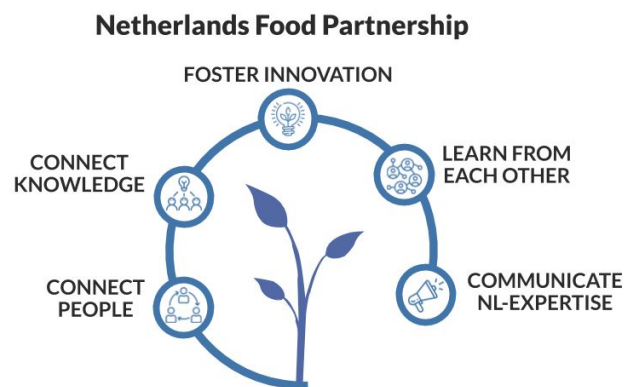 Netherlands Food Partnership
FOSTER INNOVATION
CONNECT
KNOWLEDGE
LEARN FROM
EACH OTHER
CONNECT
PEOPLE
COMMUNICATE
NL-EXPERTISE